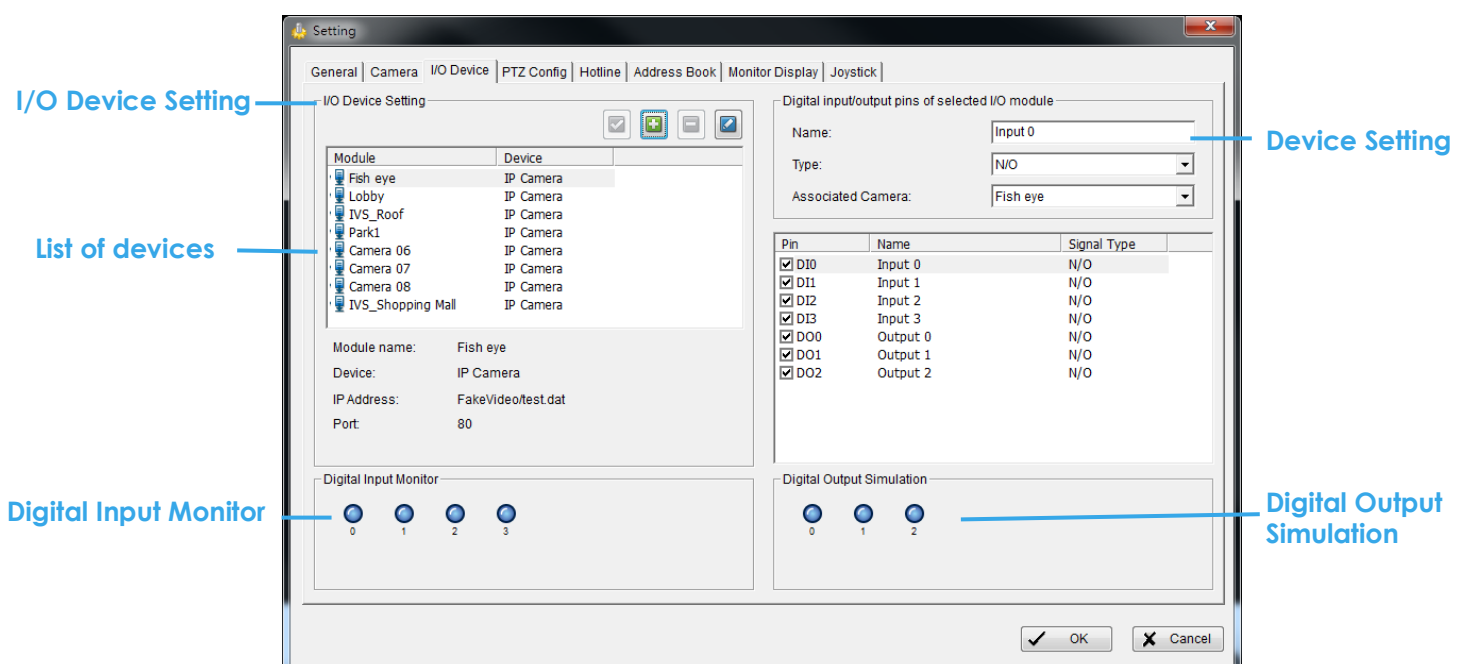 Setting
General Camera I/O Device PTZ Config Hotline Address Book Monitor Display Joystick
I/O Device Setting
I/O Device Setting
Module Device
Fish eye IP Camera
Lobby IP Camera
IVS_Roof IP Camera
Park1 IP Camera
Camera 06 IP Camera
Camera 07 IP Camera
Camera 08 IP Camera
IVS_Shopping Mall IP Camera
List of devices
Module name: Fish eye
Device: IP Camera
IP Address: FakeVideo/test.dat
Port: 80
Digital input/output pins of selected I/O module
Name: Input 0
Type: N/O
Associated Camera: Fish eye
Device Setting
Pin Name Signal Type
DI0 Input 0 N/O
DI1 Input 1 N/O
DI2 Input 2 N/O
DI3 Input 3 N/O
DO0 Output 0 N/O
DO1 Output 1 N/O
DO2 Output 2 N/O
Digital Input Monitor
Digital Input Monitor
0 1 2 3
Digital Output Simulation
0 1 2
Digital Output
Simulation
OK Cancel